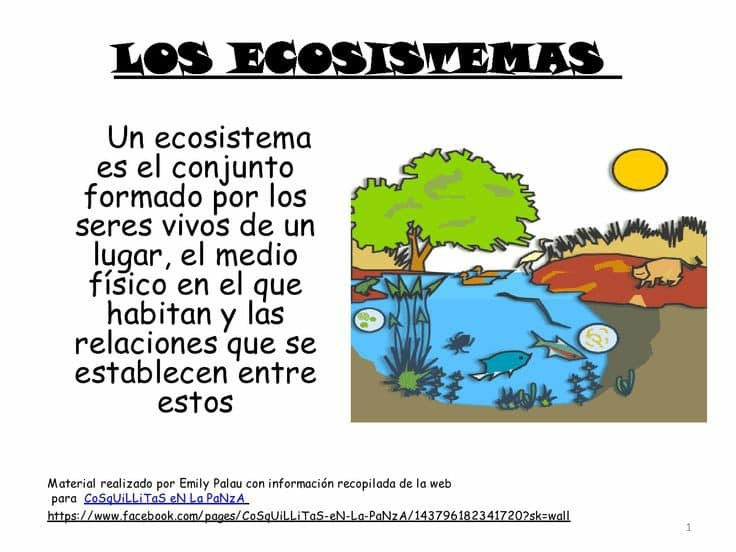 LOS ECOSISTEMAS
Un ecosistema
es el conjunto
formado por los
seres vivos de un
lugar, el medio
físico en el que
habitan y las
relaciones que se
establecen entre
estos
Material realizado por Emily Palau con información recopilada de la web
para CoSqUiLLiTaS eN La PaNzA
https://www.facebook.com/pages/CoSqUiLLiTaS-eN-La-PaNzA/143796182341720?sk=wall
1